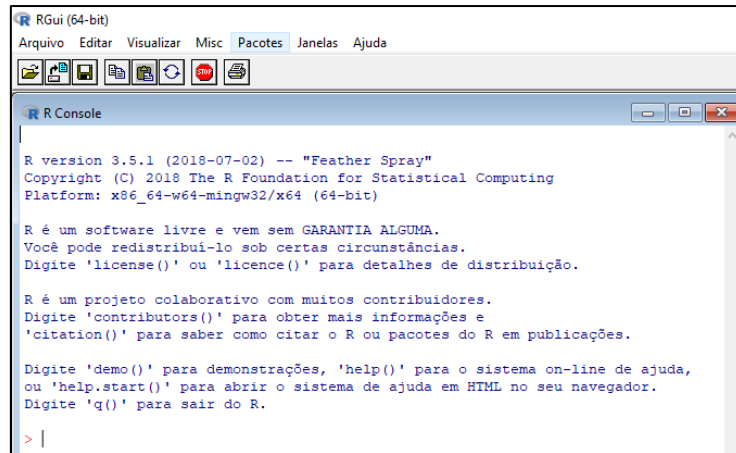 RGui (64-bit)
Arquivo Editar Visualizar Misc Pacotes Janelas Ajuda
STOP
R Console
R version 3.5.1 (2018-07-02) -- "Feather Spray"
Copyright (C) 2018 The R Foundation for Statistical Computing
Platform: x86_64-w64-mingw32/x64 (64-bit)
R é um software livre e vem sem GARANTIA ALGUMA.
Você pode redistribuí-lo sob certas circunstâncias.
Digite 'license()' ou 'licence()' para detalhes de distribuição.
R é um projeto colaborativo com muitos contribuidores.
Digite 'contributors()' para obter mais informações e
'citation()' para saber como citar o R ou pacotes do R em publicações.
Digite 'demo()' para demonstrações, 'help()' para o sistema on-line de ajuda,
ou 'help.start()' para abrir o sistema de ajuda em HTML no seu navegador.
Digite 'q()' para sair do R.
>